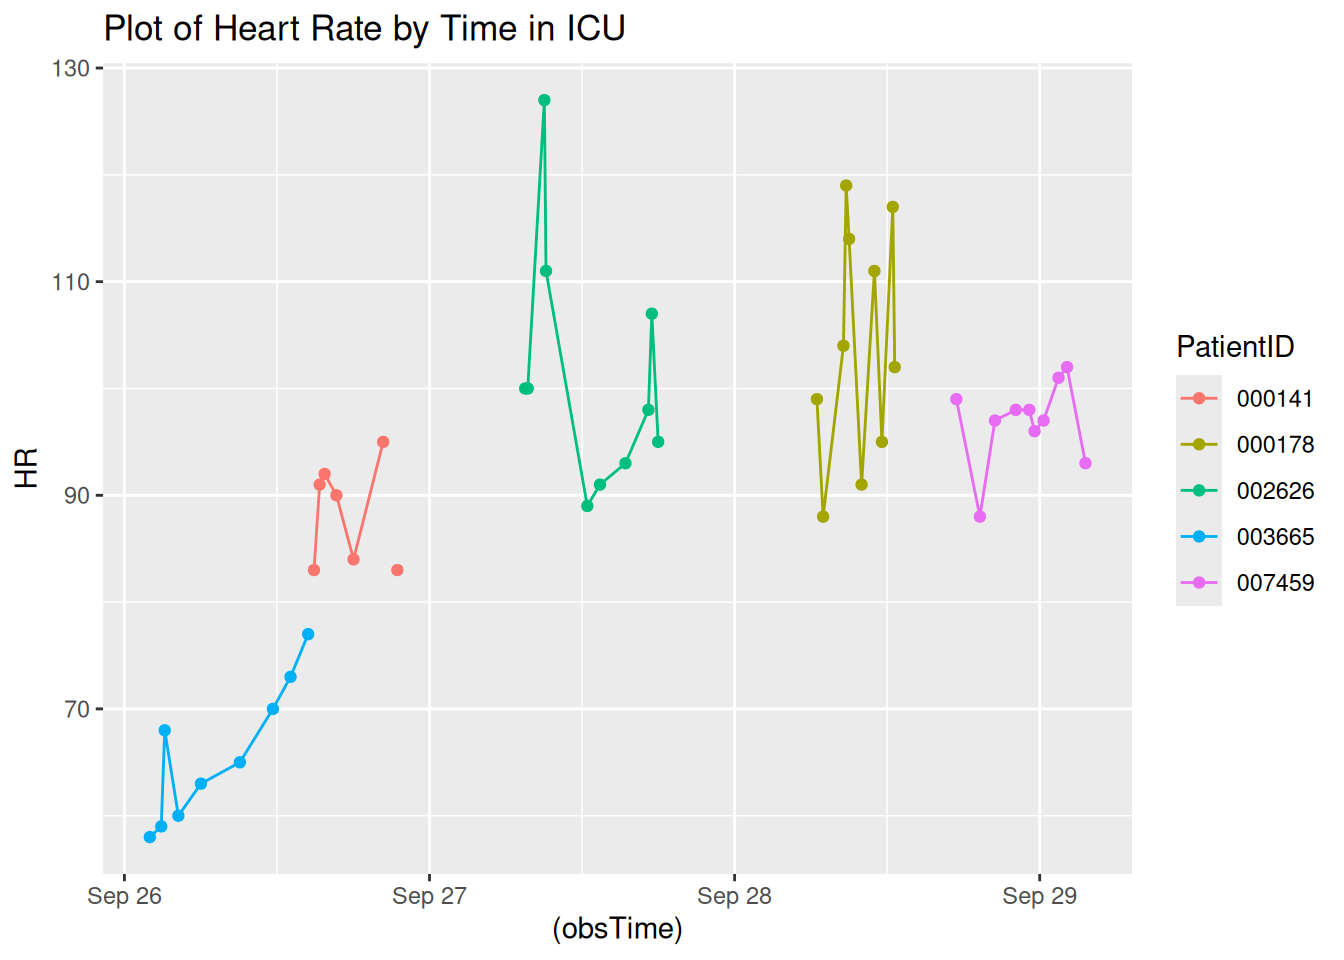 Plot of Heart Rate by Time in ICU
130
110
90
70
HR
Sep 26
Sep 27
Sep 28
Sep 29
(obsTime)
PatientID
000141
000178
002626
003665
007459